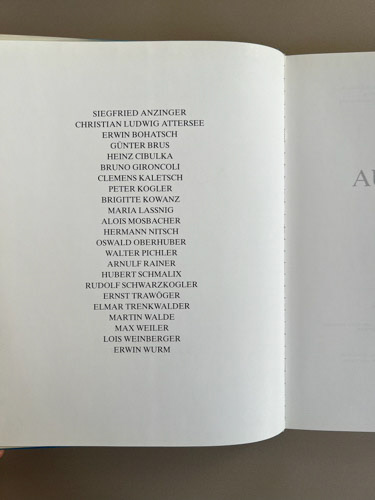 SIEGFRIED ANZINGER
CHRISTIAN LUDWIG ATTERSEE
ERWIN BOHATSCH
GÜNTER BRUS
HEINZ CIBULKA
BRUNO GIRONCOLI
CLEMENS KALETSCH
PETER KOGLER
BRIGITTE KOWANZ
MARIA LASSNIG
ALOIS MOSBACHER
HERMANN NITSCH
OSWALD OBERHUBER
WALTER PICHLER
ARNULF RAINER
HUBERT SCHMALIX
RUDOLF SCHWARZKOGLER
ERNST TRAWÖGER
ELMAR TRENKWALDER
MARTIN WALDE
MAX WEILER
LOIS WEINBERGER
ERWIN WURM